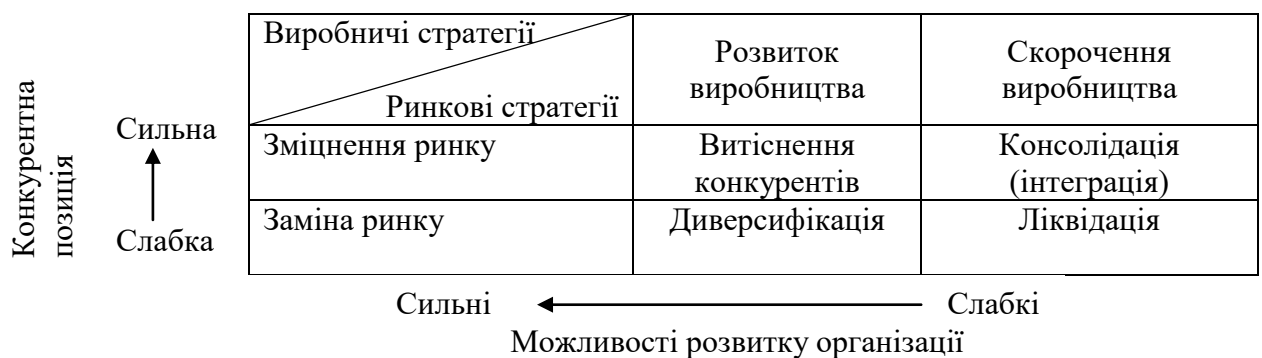 Конкурентна
позиція
Сильна
Слабка
Виробничі стратегії
Ринкові стратегії
Розвиток
виробництва
Скорочення
виробництва
Зміцнення ринку
Витіснення
конкурентів
Консолідація
(інтеграція)
Заміна ринку
Диверсифікація
Ліквідація
Сильні
Слабкі
Можливості розвитку організації